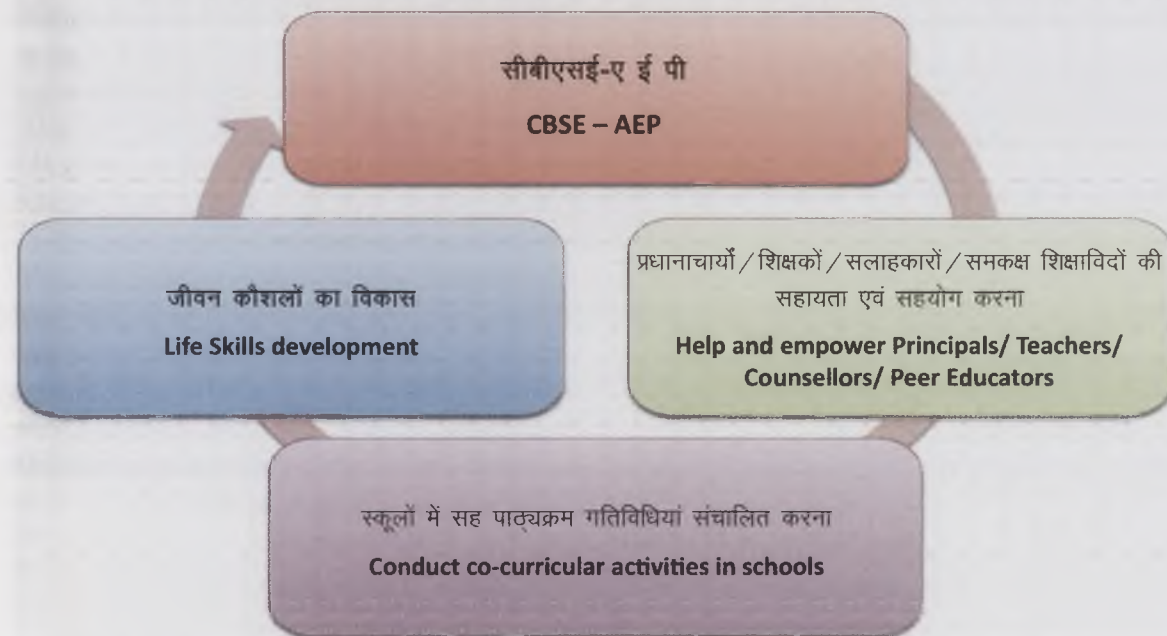 सीबीएसई-ए ई पी
CBSE – AEP
प्रधानाचार्यों/शिक्षकों/सलाहकारों/समकक्ष शिक्षाविदों की
सहायता एवं सहयोग करना
Help and empower Principals/ Teachers/
Counsellors/ Peer Educators
स्कूलों में सह पाठ्यक्रम गतिविधियां संचालित करना
Conduct co-curricular activities in schools
जीवन कौशलों का विकास
Life Skills development